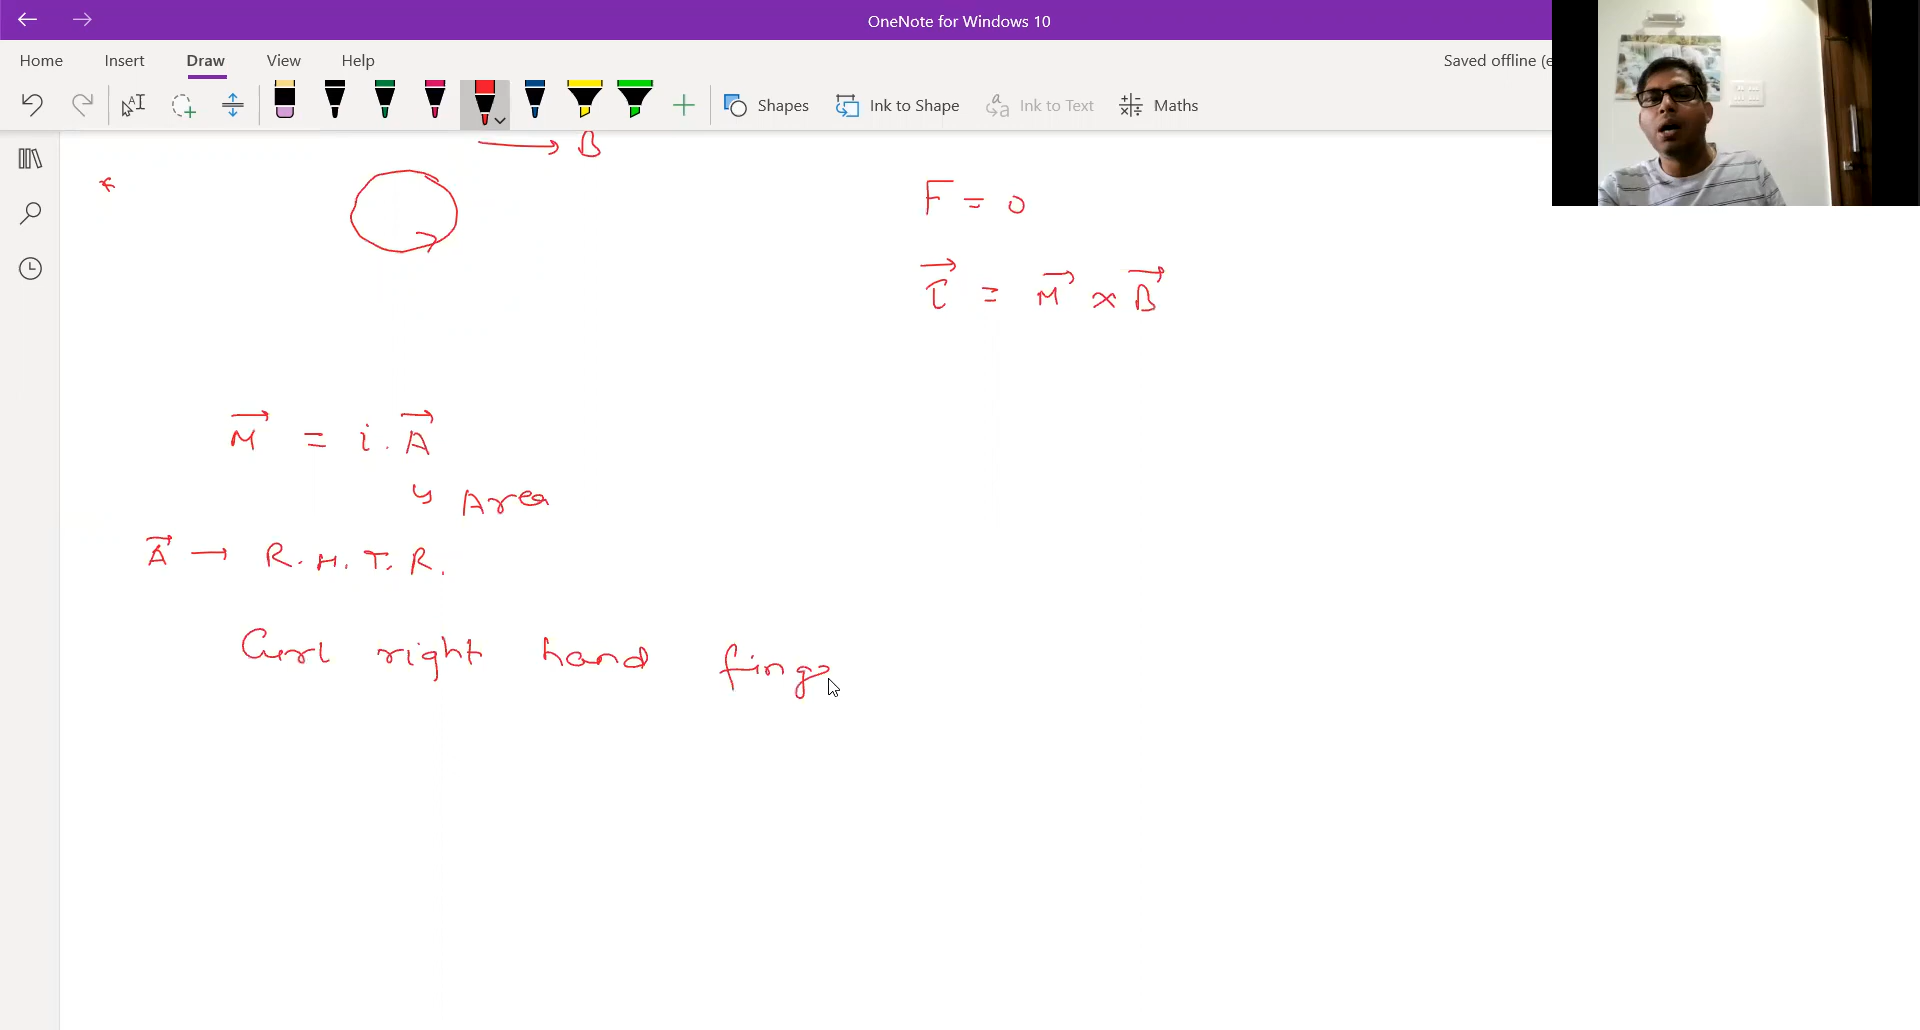 OneNote for Windows 10
Home Insert Draw View Help
Saved offline (e
Shapes Ink to Shape Ink to Text Maths
B
*
F = 0
τ = M × B
M = i . A
Area
A → R.H.T.R.
Curl right hand finge